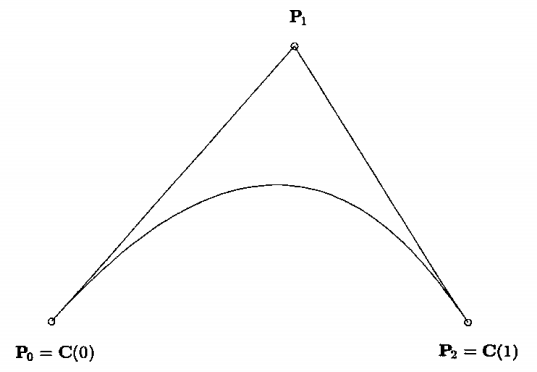 P₁
P₀ = C(0)
P₂ = C(1)